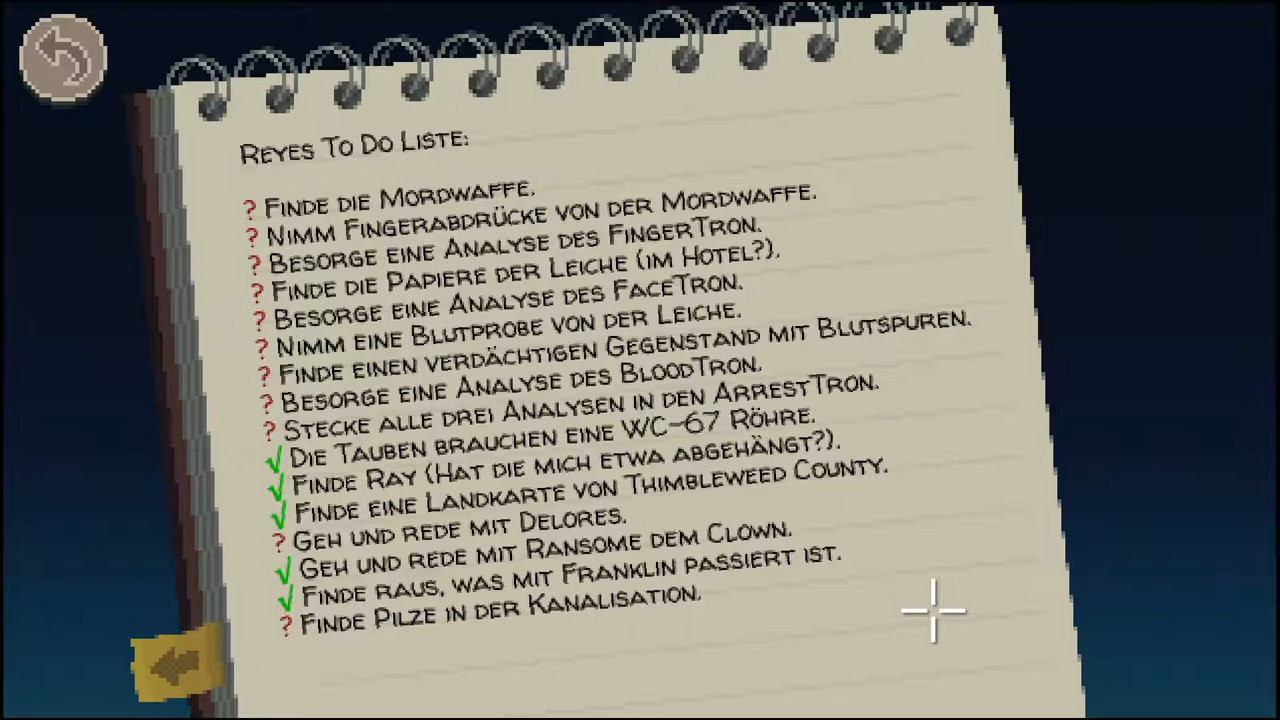 Reyes To Do Liste:
? Finde die Mordwaffe.
? Nimm Fingerabdrücke von der Mordwaffe.
? Besorge eine Analyse des FingerTron.
? Finde die Papiere der Leiche (im Hotel?).
? Besorge eine Analyse des FaceTron.
? Nimm eine Blutprobe von der Leiche.
? Finde einen verdächtigen Gegenstand mit Blutspuren.
? Besorge eine Analyse des BloodTron.
? Stecke alle drei Analysen in den ArrestTron.
√ Die Tauben brauchen eine WC-67 Röhre.
√ Finde Ray (Hat die mich etwa abgehängt?).
√ Finde eine Landkarte von Thimbleweed County.
? Geh und rede mit Delores.
√ Geh und rede mit Ransome dem Clown.
√ Finde raus, was mit Franklin passiert ist.
? Finde Pilze in der Kanalisation.